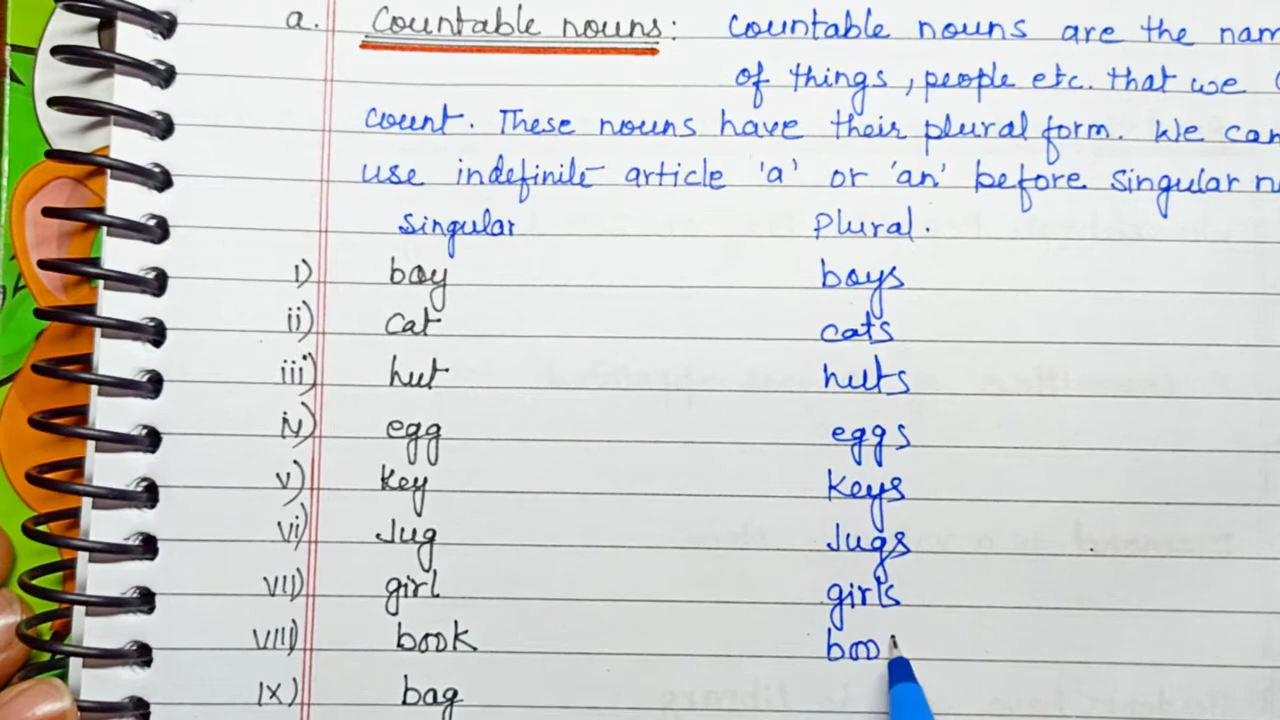 a. Countable nouns: Countable nouns are the nam
of things, people etc. that we
count. These nouns have their plural form. We can
use indefinite article 'a' or 'an' before singular n
Singular Plural.
i) boy boys
ii) cat cats
iii) hut huts
iv) egg eggs
v) Key Keys
vi) Jug Jugs
vii) girl girls
viii) book boo
ix) bag